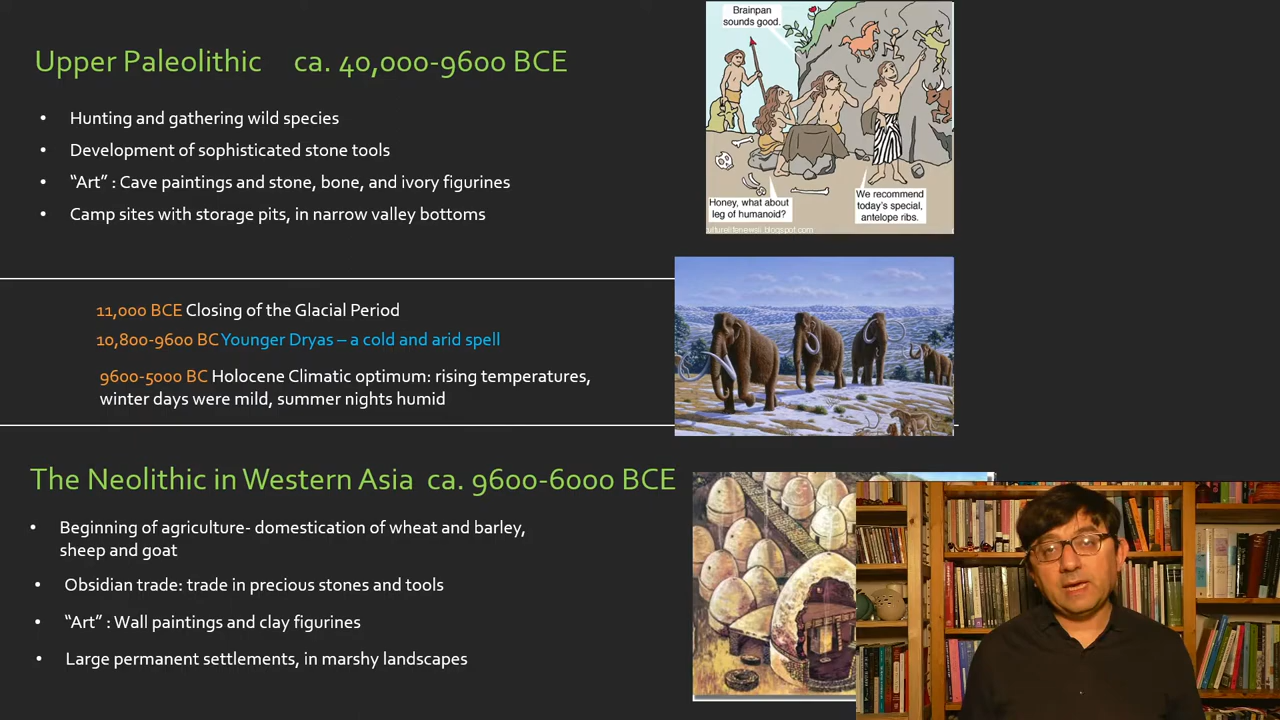 Upper Paleolithic ca. 40,000-9600 BCE
• Hunting and gathering wild species
• Development of sophisticated stone tools
• “Art” : Cave paintings and stone, bone, and ivory figurines
• Camp sites with storage pits, in narrow valley bottoms
Brainpan
sounds good.
Honey, what about
leg of humanoid?
We recommend
today's special,
antelope ribs.
culturelifenewsi.blogspot.com
11,000 BCE Closing of the Glacial Period
10,800-9600 BC Younger Dryas – a cold and arid spell
9600-5000 BC Holocene Climatic optimum: rising temperatures,
winter days were mild, summer nights humid
The Neolithic in Western Asia ca. 9600-6000 BCE
• Beginning of agriculture- domestication of wheat and barley,
sheep and goat
• Obsidian trade: trade in precious stones and tools
• “Art” : Wall paintings and clay figurines
• Large permanent settlements, in marshy landscapes